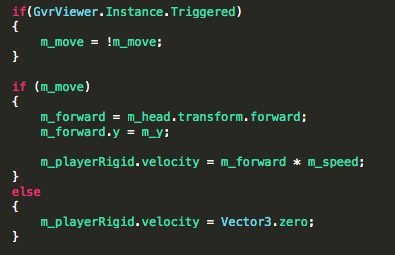 if(GvrViewer.Instance.Triggered)
{
    m_move = !m_move;
}

if (m_move)
{
    m_forward = m_head.transform.forward;
    m_forward.y = m_y;

    m_playerRigid.velocity = m_forward * m_speed;
}
else
{
    m_playerRigid.velocity = Vector3.zero;
}